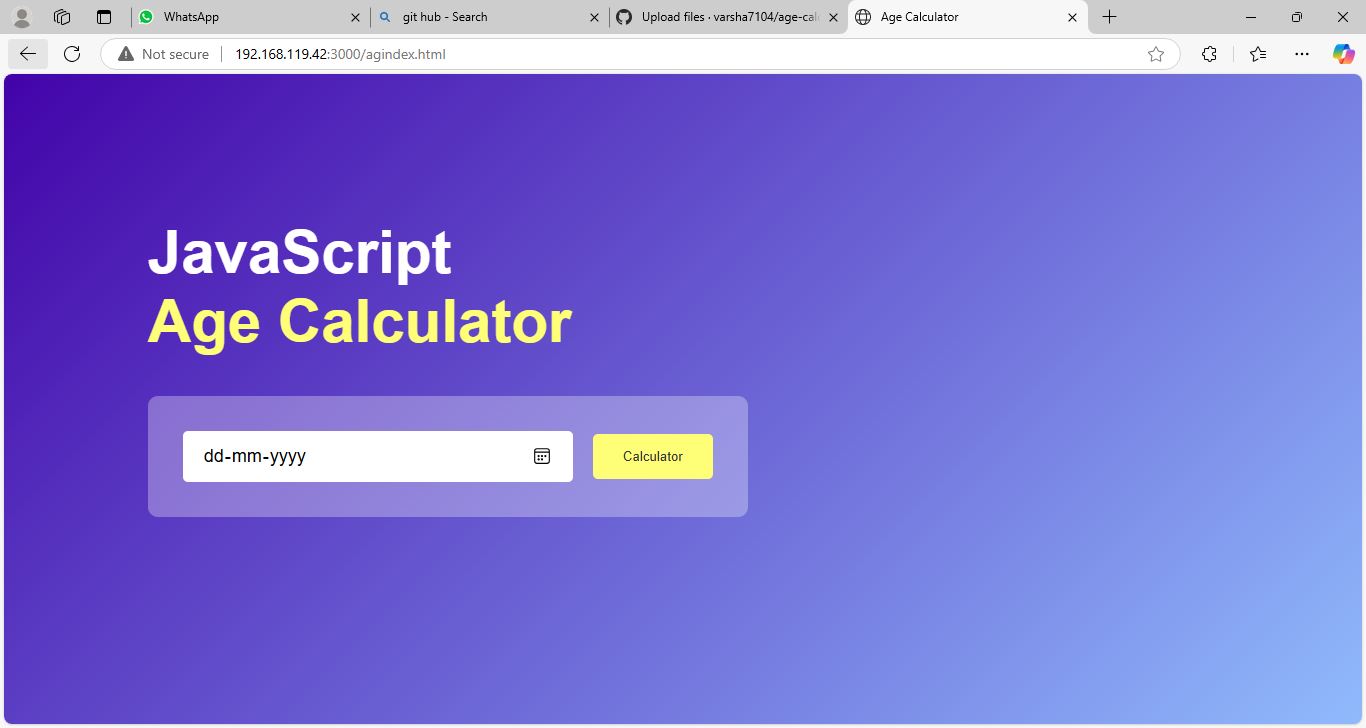 WhatsApp
git hub - Search
Upload files · varsha7104/age-cal
Age Calculator
Not secure
192.168.119.42:3000/agindex.html
JavaScript
Age Calculator
dd-mm-yyyy
Calculator